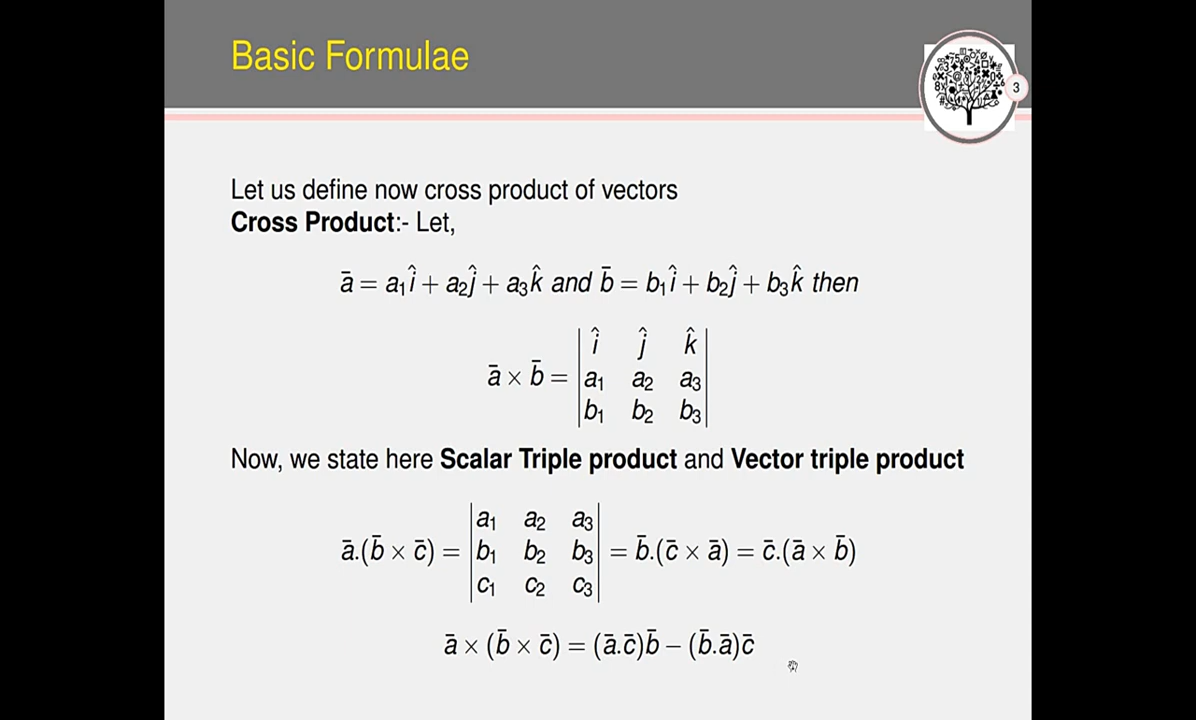 Basic Formulae
3
Let us define now cross product of vectors
Cross Product:- Let,
ā = a₁î + a₂ĵ + a₃k̂ and b̄ = b₁î + b₂ĵ + b₃k̂ then
ā × b̄ = | î ĵ k̂ |
| a₁ a₂ a₃ |
| b₁ b₂ b₃ |
Now, we state here Scalar Triple product and Vector triple product
ā.(b̄ × c̄) = | a₁ a₂ a₃ |
| b₁ b₂ b₃ | = b̄.(c̄ × ā) = c̄.(ā × b̄)
| c₁ c₂ c₃ |
ā × (b̄ × c̄) = (ā.c̄)b̄ − (b̄.ā)c̄